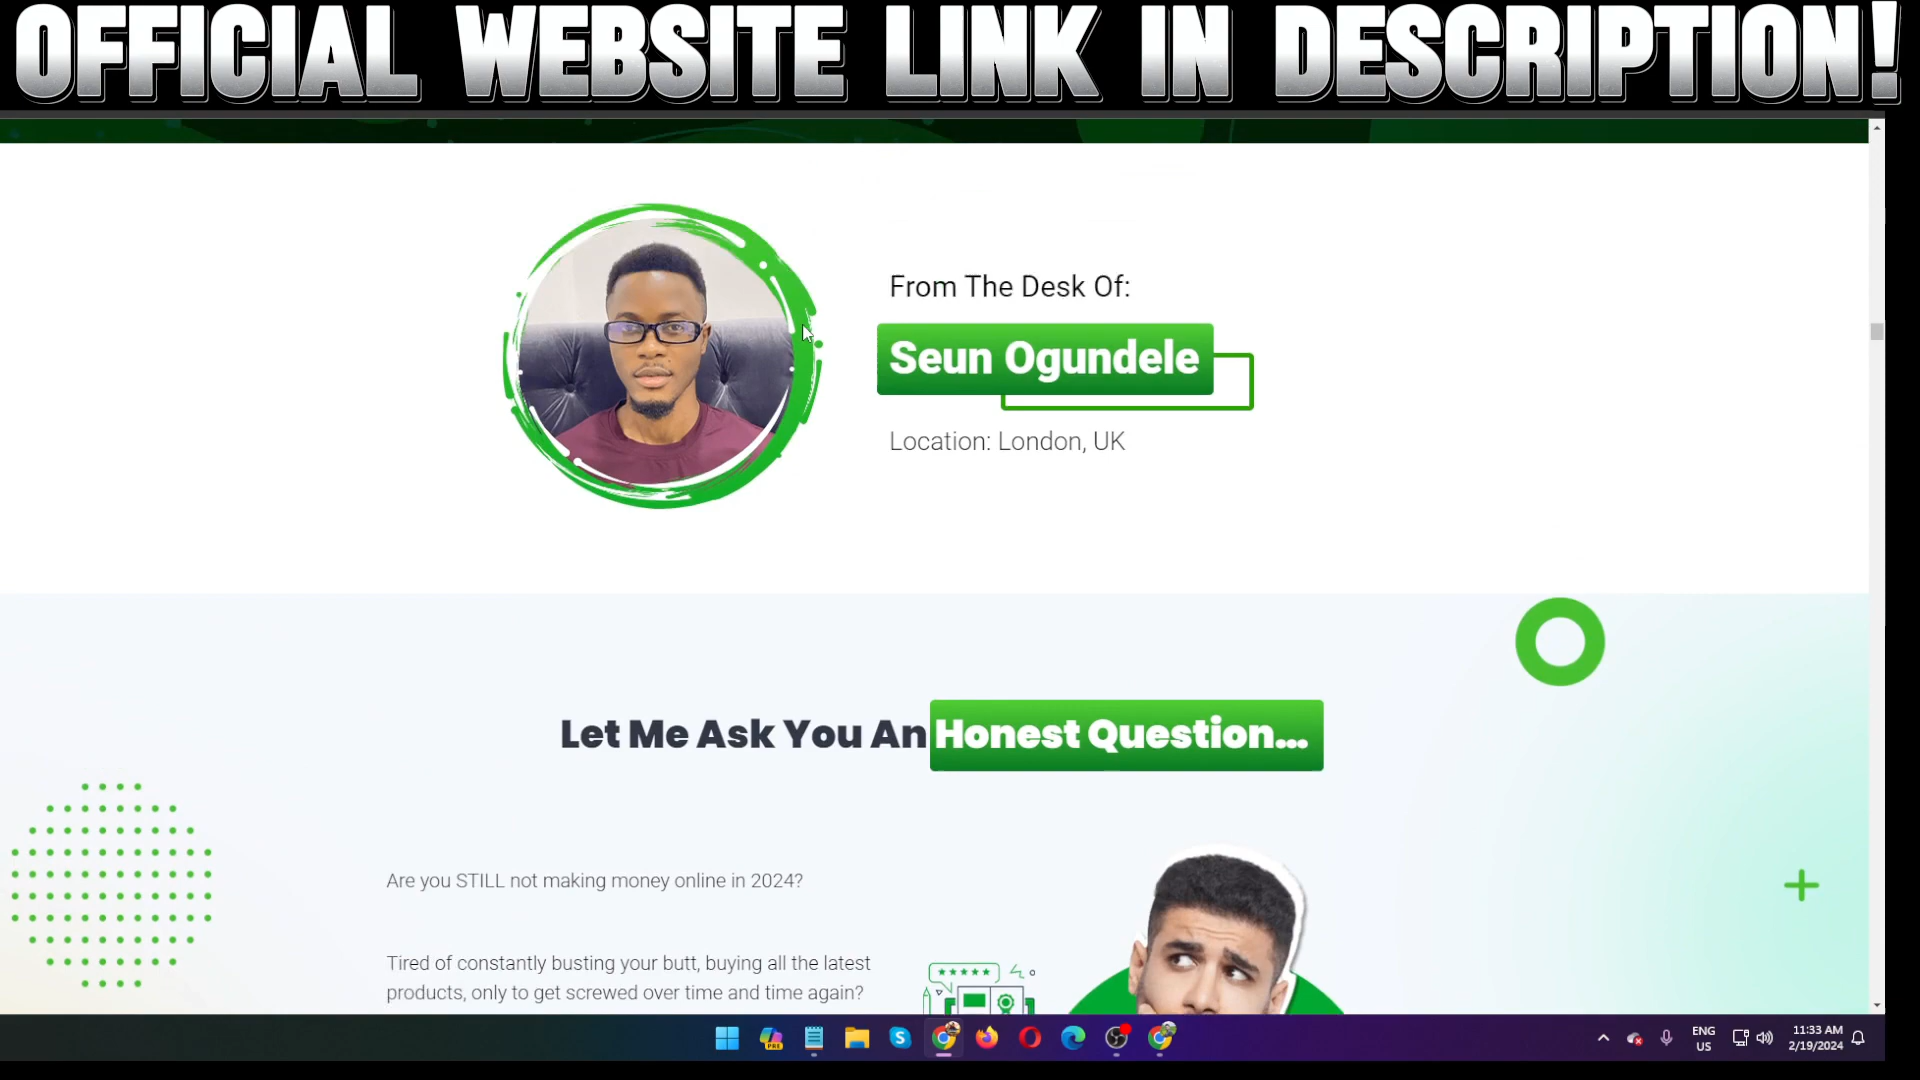 OFFICIAL WEBSITE LINK IN DESCRIPTION!
From The Desk Of:
Seun Ogundele
Location: London, UK
Let Me Ask You An Honest Question...
Are you STILL not making money online in 2024?
Tired of constantly busting your butt, buying all the latest
products, only to get screwed over time and time again?
PRE
ENG
US
11:33 AM
2/19/2024